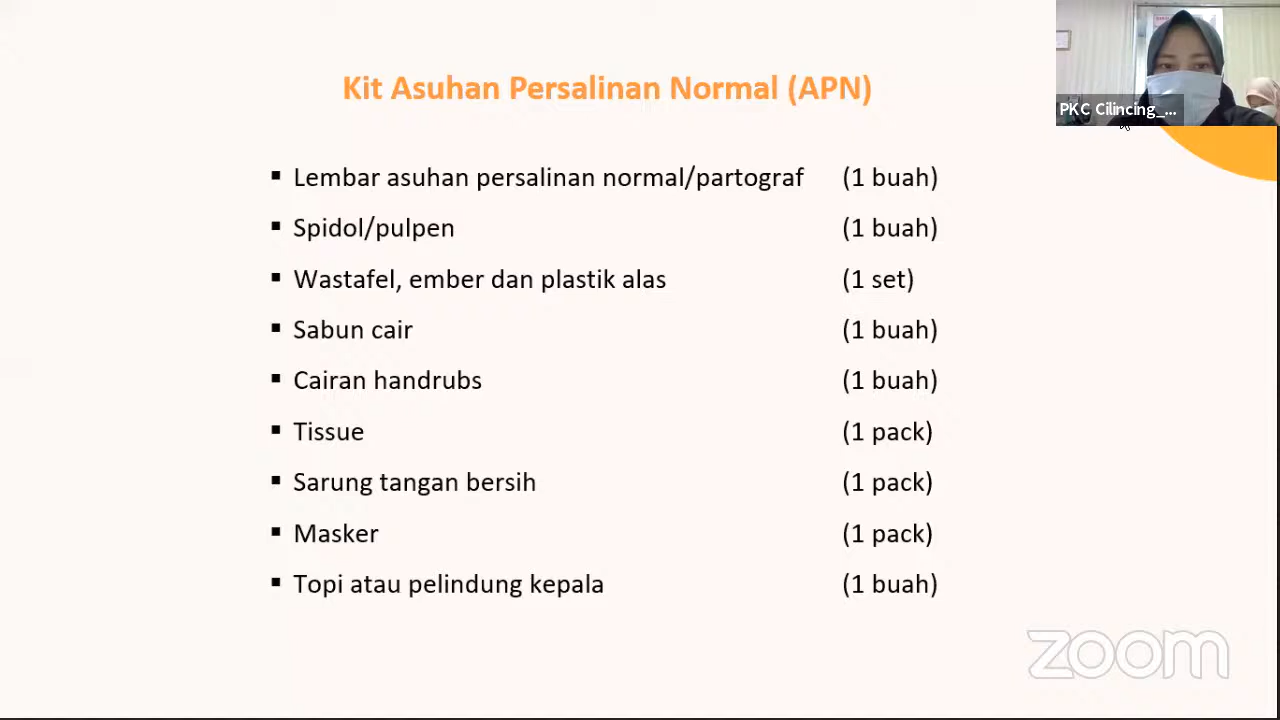 Kit Asuhan Persalinan Normal (APN)
PKC Cilincing_...
▪ Lembar asuhan persalinan normal/partograf (1 buah)
▪ Spidol/pulpen (1 buah)
▪ Wastafel, ember dan plastik alas (1 set)
▪ Sabun cair (1 buah)
▪ Cairan handrubs (1 buah)
▪ Tissue (1 pack)
▪ Sarung tangan bersih (1 pack)
▪ Masker (1 pack)
▪ Topi atau pelindung kepala (1 buah)
zoom